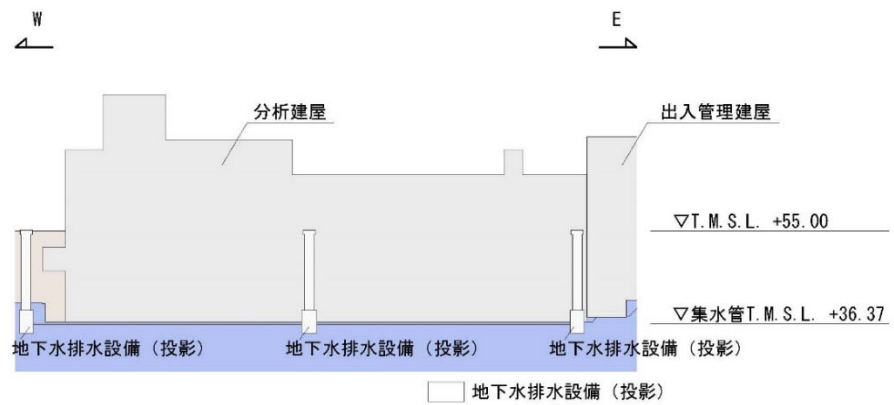 W
E
分析建屋
出入管理建屋
▽T.M.S.L. +55.00
▽集水管T.M.S.L. +36.37
地下水排水設備（投影）
地下水排水設備（投影）
地下水排水設備（投影）
地下水排水設備（投影）